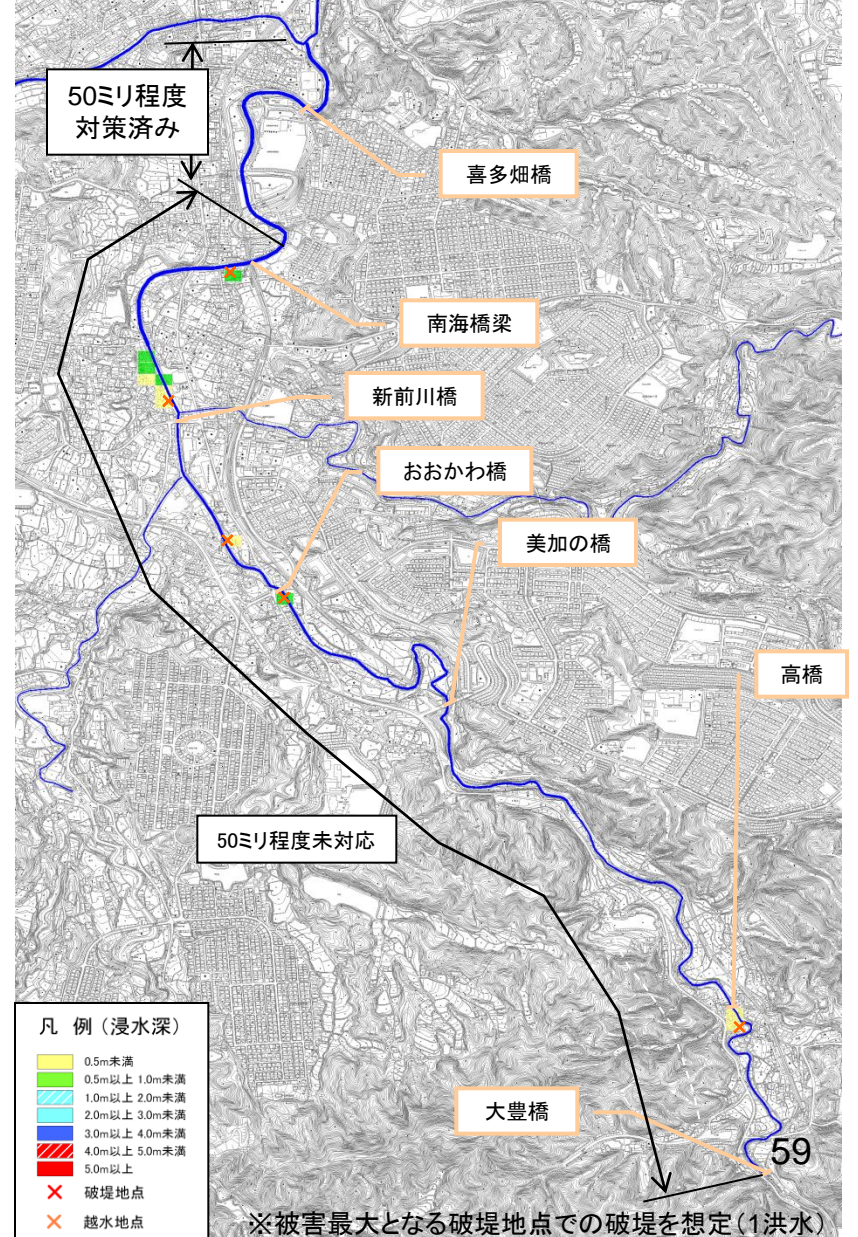 50ミリ程度
対策済み
喜多畑橋
南海橋梁
新前川橋
おおかわ橋
美加の橋
高橋
50ミリ程度未対応
大豊橋
凡 例(浸水深)
0.5m未満
0.5m以上 1.0m未満
1.0m以上 2.0m未満
2.0m以上 3.0m未満
3.0m以上 4.0m未満
4.0m以上 5.0m未満
5.0m以上
破堤地点
越水地点
59
※被害最大となる破堤地点での破堤を想定(1洪水)